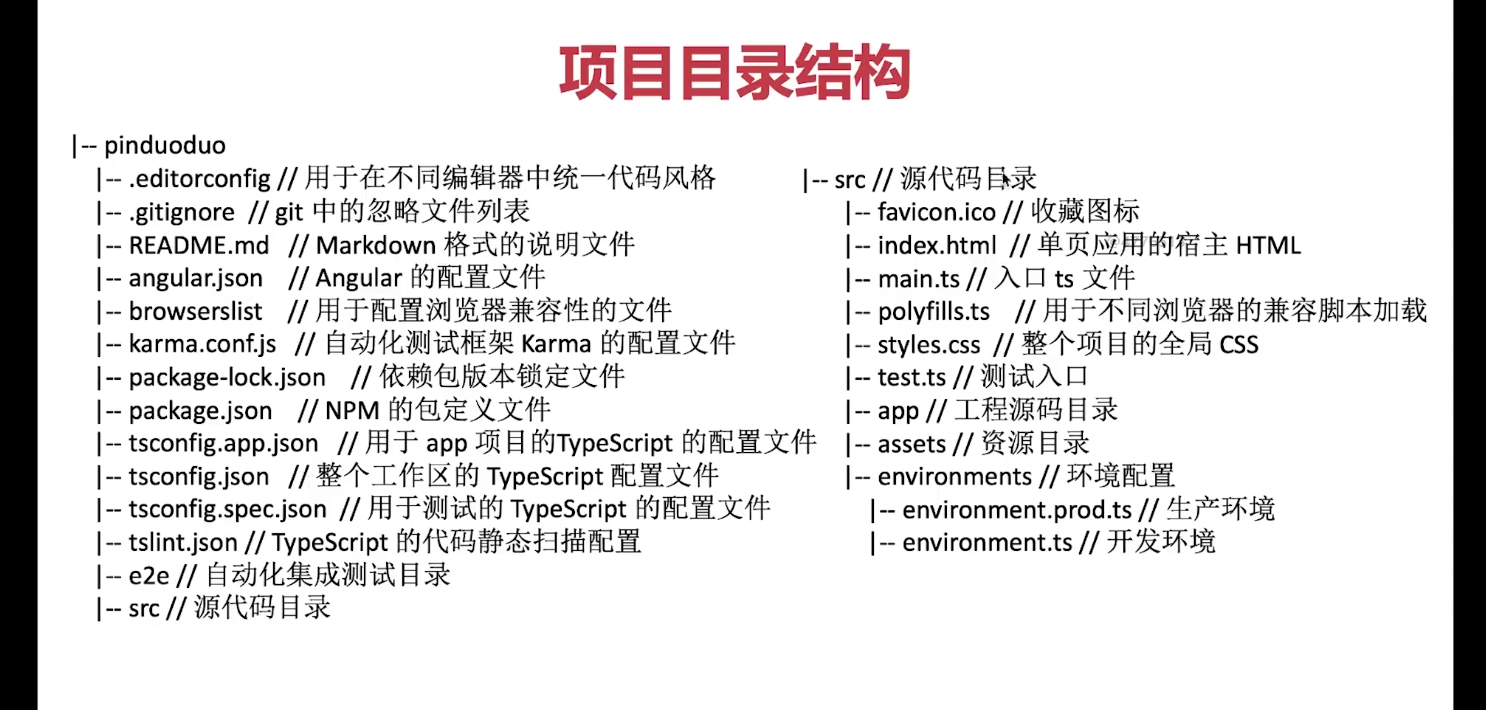 项目目录结构
|-- pinduoduo
|-- .editorconfig // 用于在不同编辑器中统一代码风格
|-- .gitignore // git 中的忽略文件列表
|-- README.md // Markdown 格式的说明文件
|-- angular.json // Angular 的配置文件
|-- browserslist // 用于配置浏览器兼容性的文件
|-- karma.conf.js // 自动化测试框架 Karma 的配置文件
|-- package-lock.json // 依赖包版本锁定文件
|-- package.json // NPM 的包定义文件
|-- tsconfig.app.json // 用于 app 项目的TypeScript 的配置文件
|-- tsconfig.json // 整个工作区的 TypeScript 配置文件
|-- tsconfig.spec.json // 用于测试的 TypeScript 的配置文件
|-- tslint.json // TypeScript 的代码静态扫描配置
|-- e2e // 自动化集成测试目录
|-- src // 源代码目录
|-- src // 源代码目录
|-- favicon.ico // 收藏图标
|-- index.html // 单页应用的宿主 HTML
|-- main.ts // 入口 ts 文件
|-- polyfills.ts // 用于不同浏览器的兼容脚本加载
|-- styles.css // 整个项目的全局 CSS
|-- test.ts // 测试入口
|-- app // 工程源码目录
|-- assets // 资源目录
|-- environments // 环境配置
|-- environment.prod.ts // 生产环境
|-- environment.ts // 开发环境